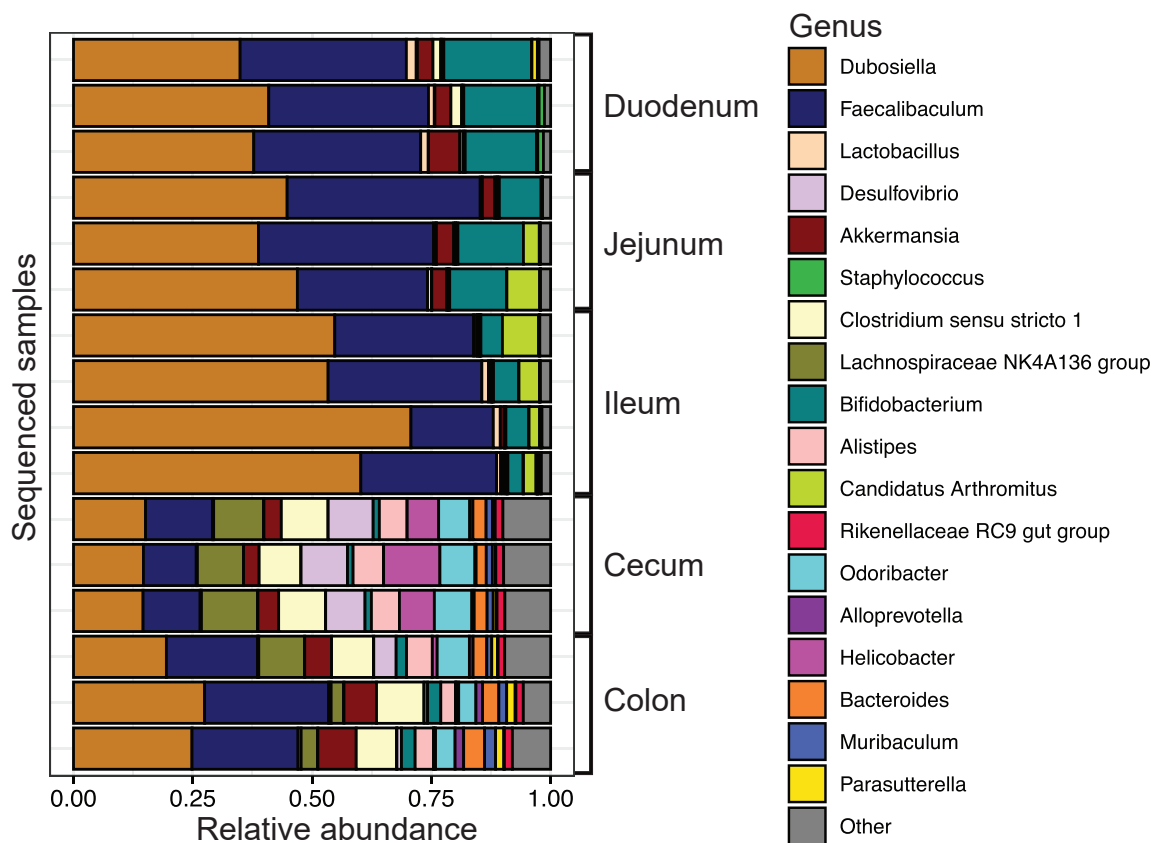 Genus
Dubosiella
Faecalibaculum
Lactobacillus
Desulfovibrio
Akkermansia
Staphylococcus
Clostridium sensu stricto 1
Lachnospiraceae NK4A136 group
Bifidobacterium
Alistipes
Candidatus Arthromitus
Rikenellaceae RC9 gut group
Odoribacter
Alloprevotella
Helicobacter
Bacteroides
Muribaculum
Parasutterella
Other
Duodenum
Jejunum
Ileum
Cecum
Colon
Sequenced samples
0.00 0.25 0.50 0.75 1.00
Relative abundance